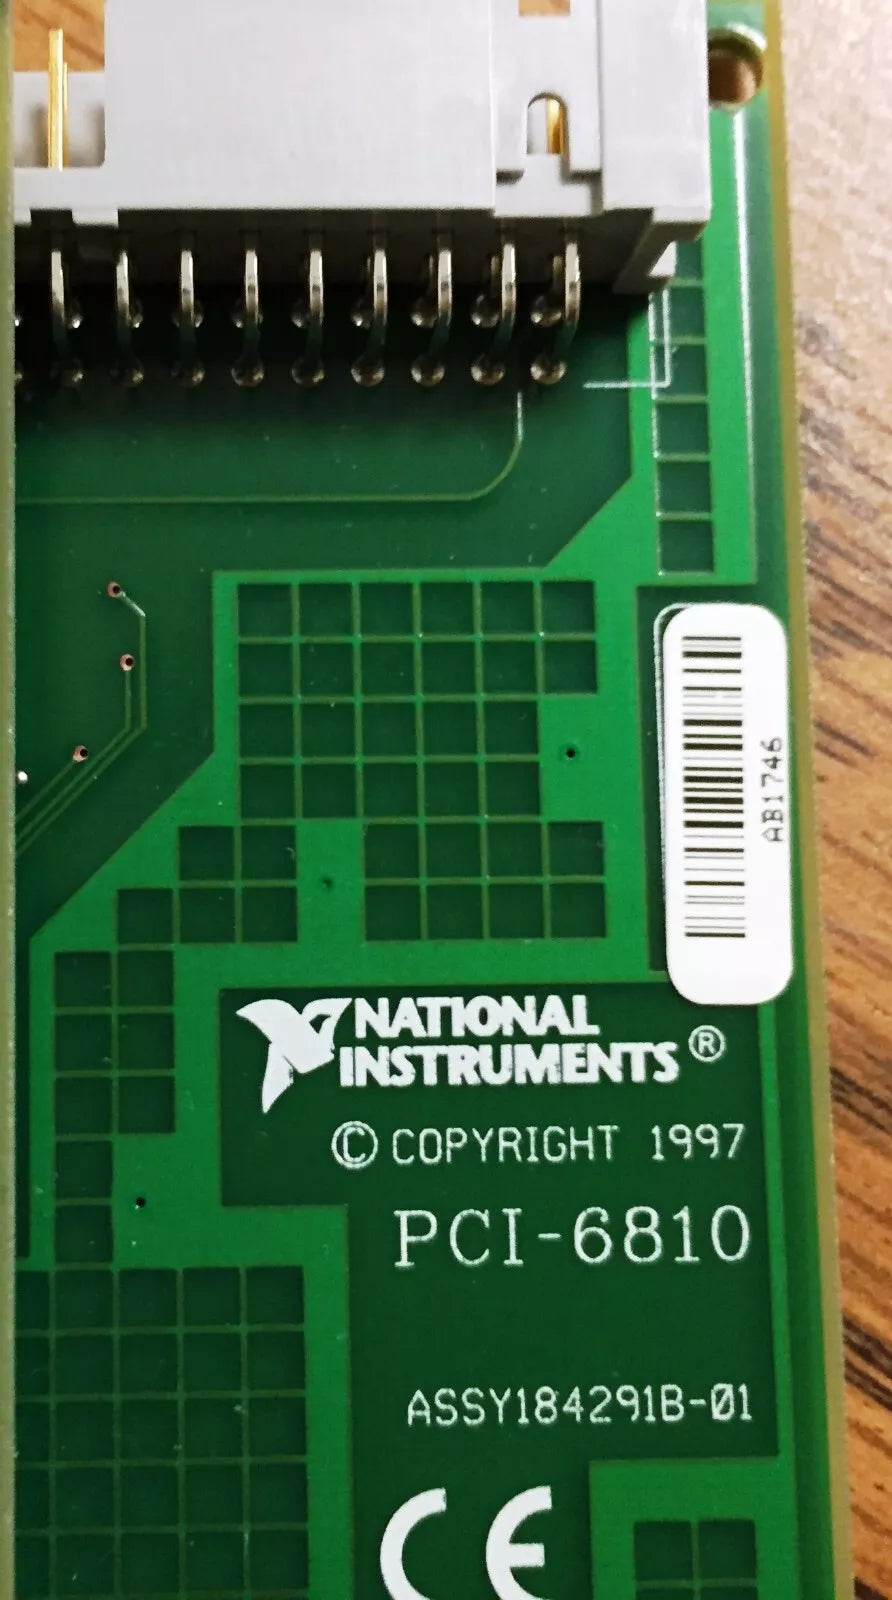 AB1746
NATIONAL
INSTRUMENTS®
© COPYRIGHT 1997
PCI-6810
ASSY184291B-01
CE